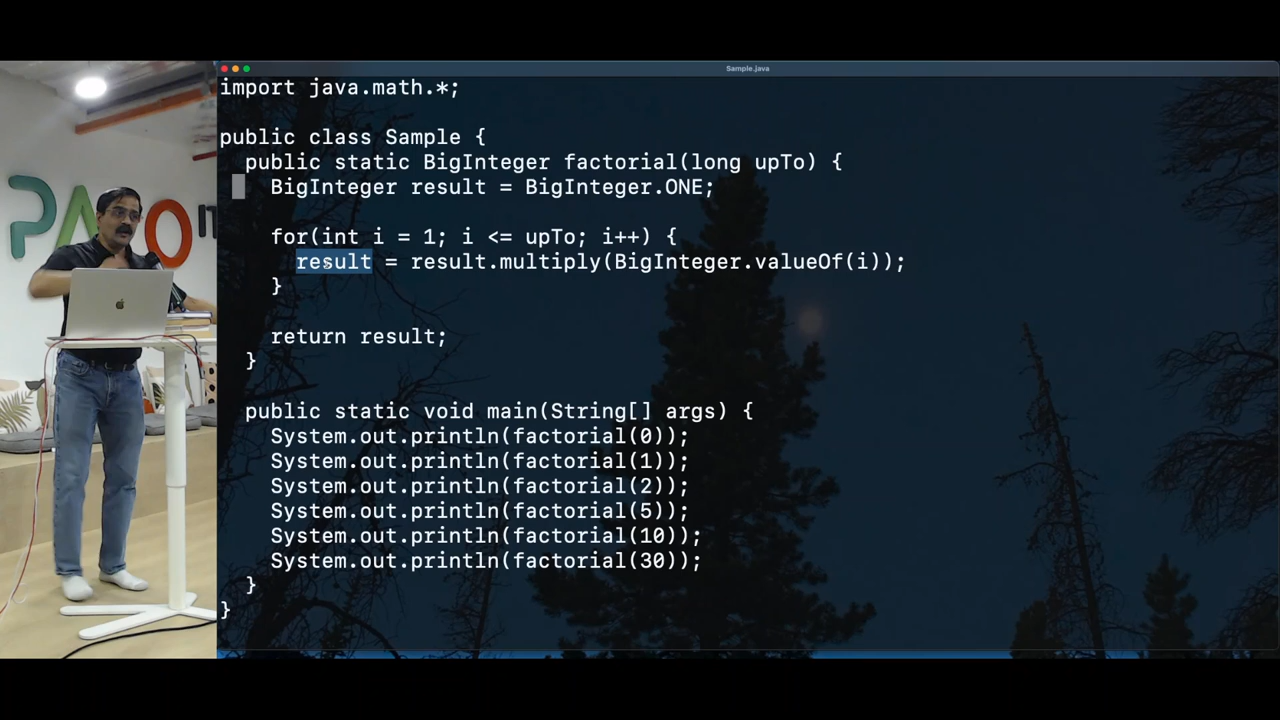 Sample.java
import java.math.*;
public class Sample {
  public static BigInteger factorial(long upTo) {
    BigInteger result = BigInteger.ONE;
    for(int i = 1; i <= upTo; i++) {
      result = result.multiply(BigInteger.valueOf(i));
    }
    return result;
  }
  public static void main(String[] args) {
    System.out.println(factorial(0));
    System.out.println(factorial(1));
    System.out.println(factorial(2));
    System.out.println(factorial(5));
    System.out.println(factorial(10));
    System.out.println(factorial(30));
  }
}